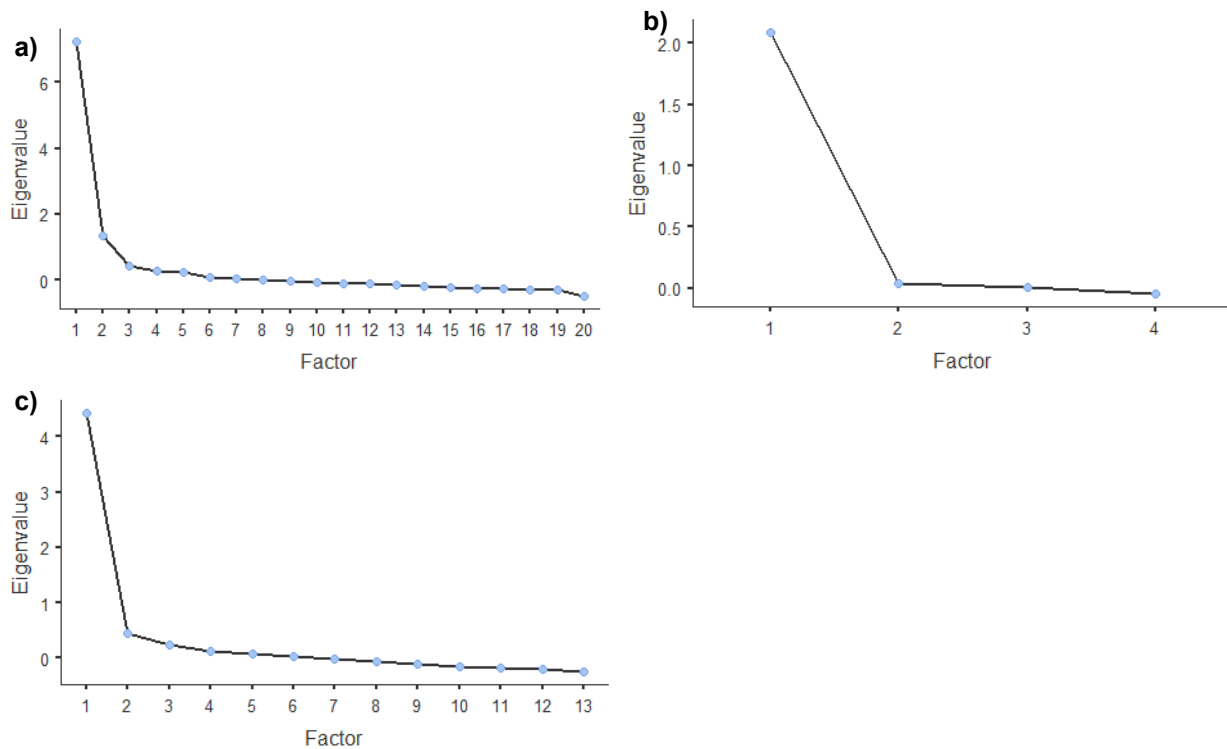 a)
Eigenvalue
6
4
2
0
1 2 3 4 5 6 7 8 9 10 11 12 13 14 15 16 17 18 19 20
Factor
b)
Eigenvalue
2.0
1.5
1.0
0.5
0.0
1 2 3 4
Factor
c)
Eigenvalue
4
3
2
1
0
1 2 3 4 5 6 7 8 9 10 11 12 13
Factor